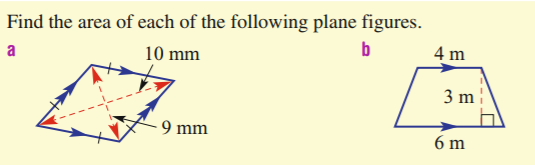 Find the area of each of the following plane figures.
a
10 mm
9 mm
b
4 m
3 m
6 m